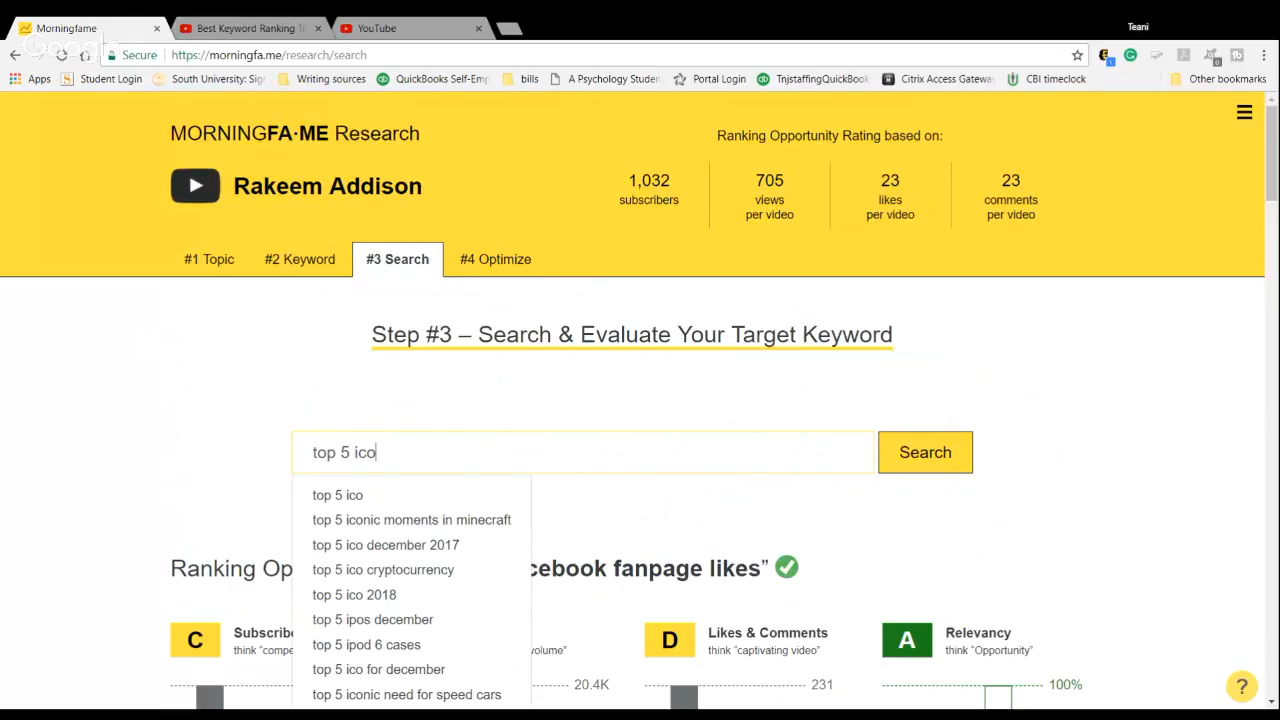 Morningfame
Best Keyword Ranking T
YouTube
Teani
Google
Secure
https://morningfa.me/research/search
Apps
Student Login
South University: Sig
Writing sources
QuickBooks Self-Emp
bills
A Psychology Studen
Portal Login
TnjstaffingQuickBook
Citrix Access Gateway
CBI timeclock
Other bookmarks
MORNINGFA·ME Research
Ranking Opportunity Rating based on:
Rakeem Addison
1,032
subscribers
705
views
per video
23
likes
per video
23
comments
per video
#1 Topic
#2 Keyword
#3 Search
#4 Optimize
Step #3 – Search & Evaluate Your Target Keyword
top 5 ico
Search
top 5 ico
top 5 iconic moments in minecraft
top 5 ico december 2017
top 5 ico cryptocurrency
top 5 ico 2018
top 5 ipos december
top 5 ipod 6 cases
top 5 ico for december
top 5 iconic need for speed cars
Ranking Op
cebook fanpage likes”
C
Subscribe
think “compe
volume”
20.4K
D
Likes & Comments
think “captivating video”
231
A
Relevancy
think “Opportunity”
100%
?